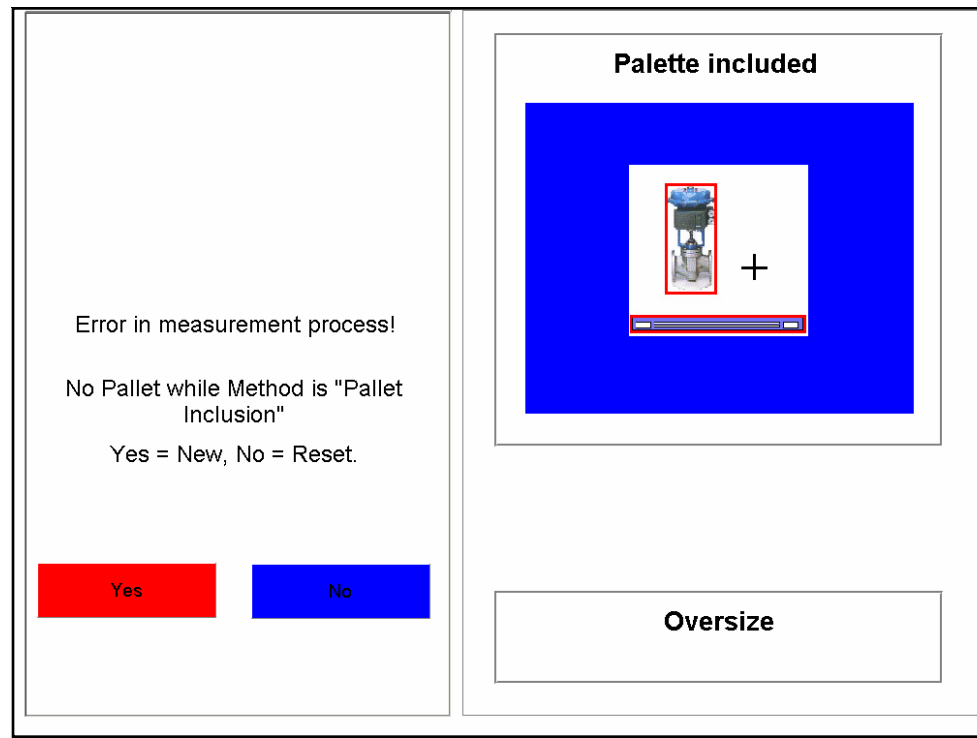 Error in measurement process!
No Pallet while Method is "Pallet
Inclusion"
Yes = New, No = Reset.
Yes
No
Palette included
Oversize